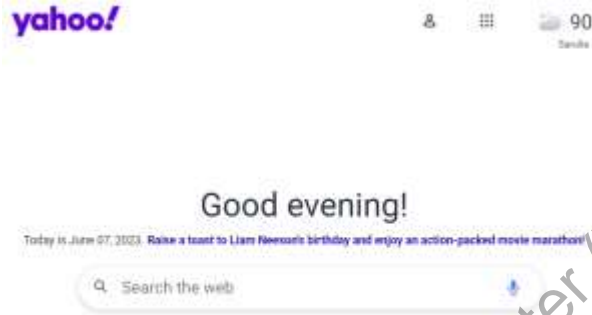 yahoo!
90
Good evening!
Today is June 07, 2023. Raise a toast to Liam Neeson's birthday and enjoy an action-packed movie marathon!
Search the web